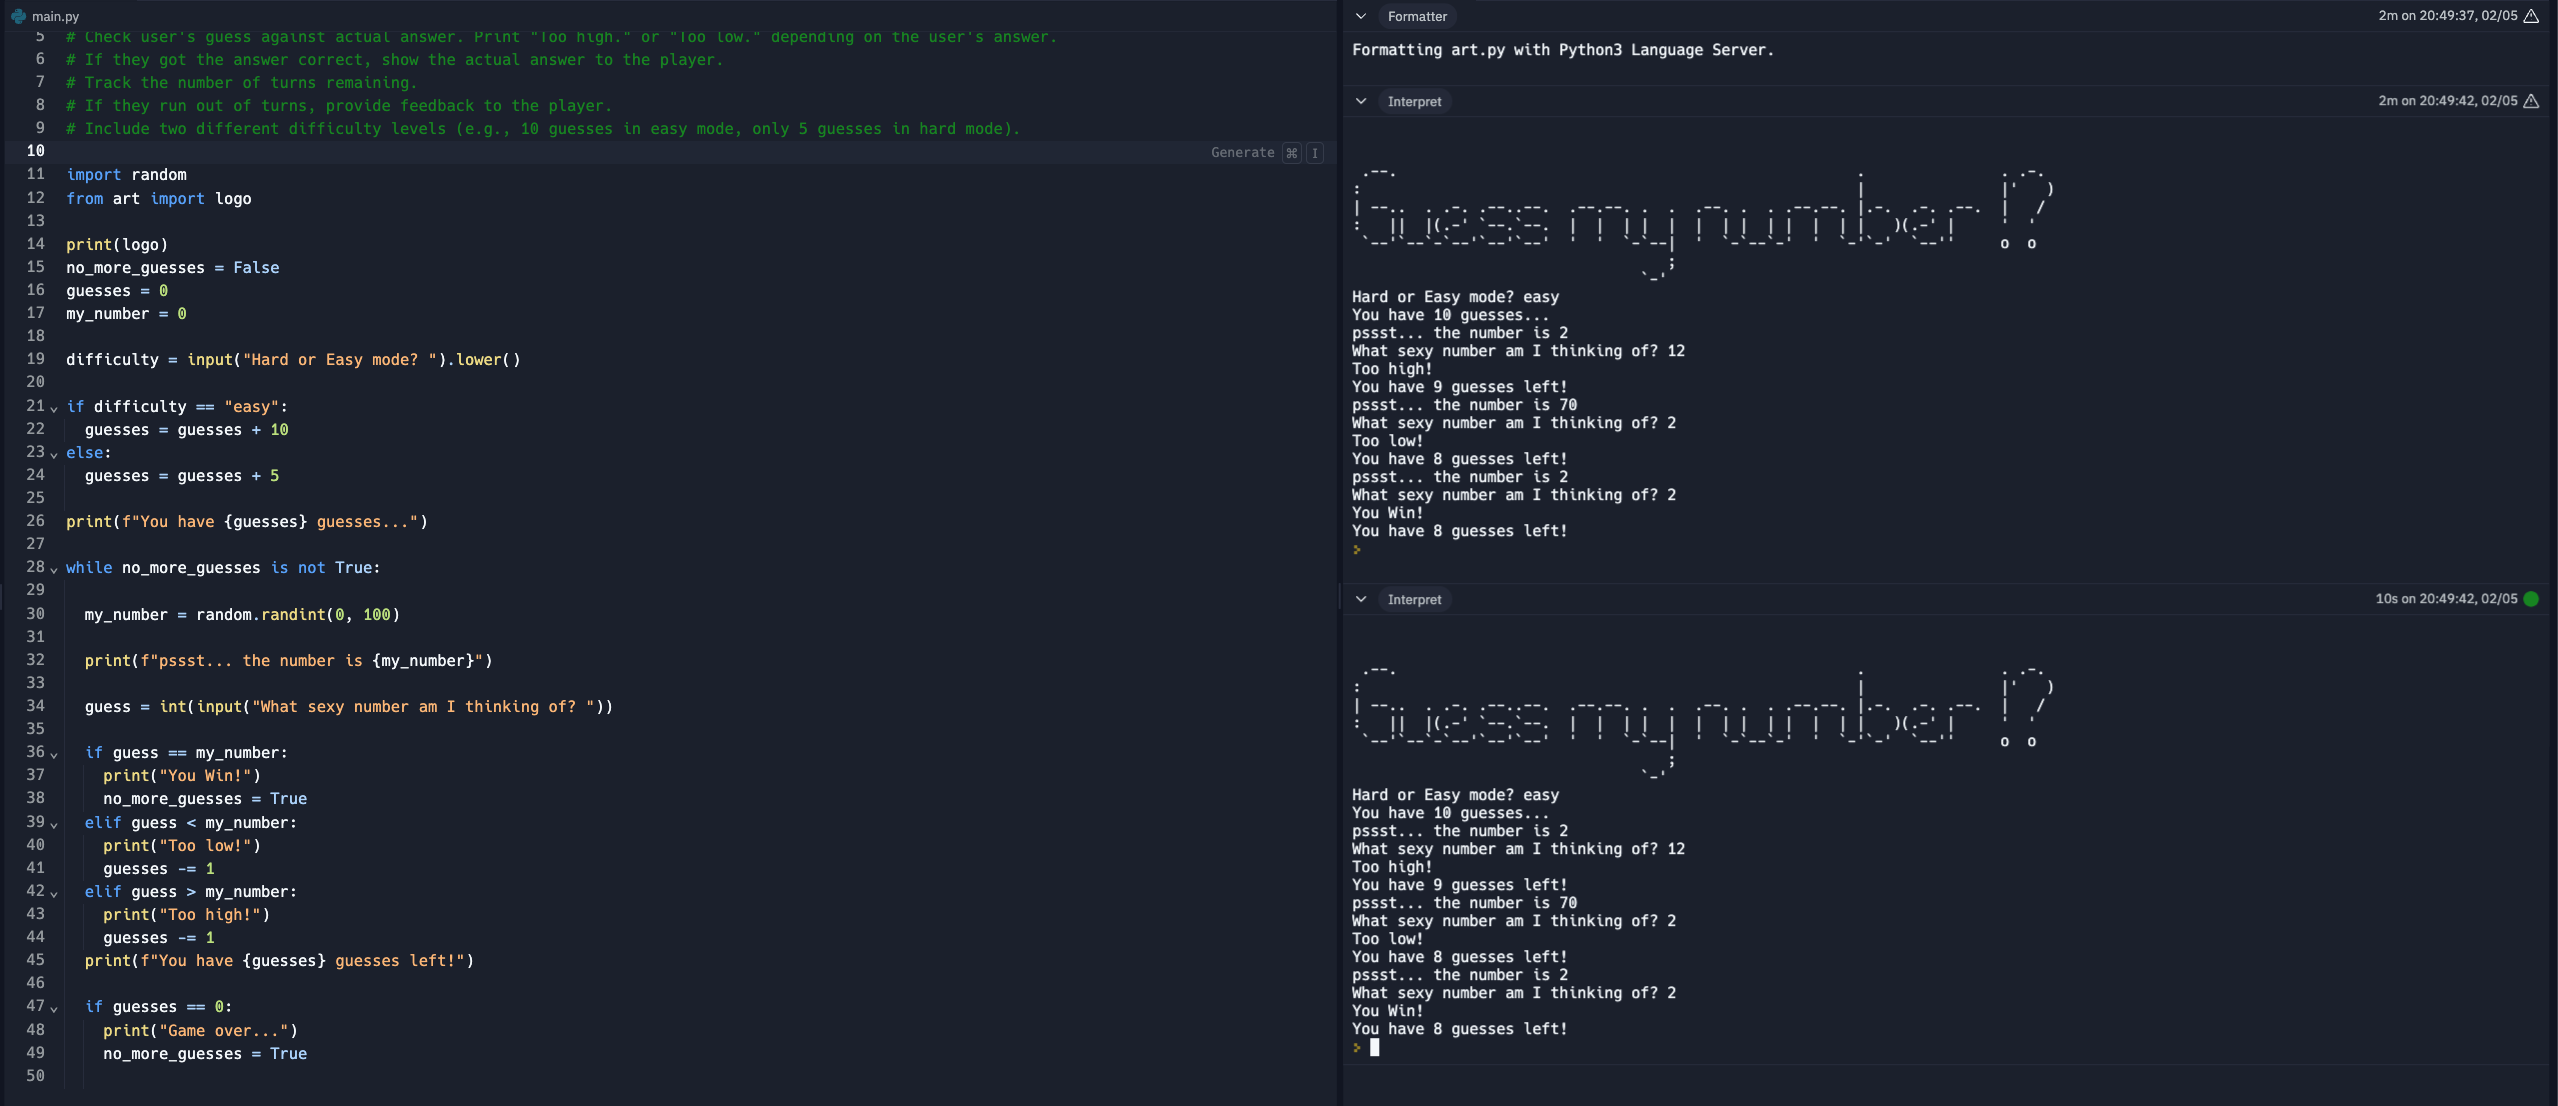 main.py
5 # Check user's guess against actual answer. Print "Too high." or "Too low." depending on the user's answer.
6 # If they got the answer correct, show the actual answer to the player.
7 # Track the number of turns remaining.
8 # If they run out of turns, provide feedback to the player.
9 # Include two different difficulty levels (e.g., 10 guesses in easy mode, only 5 guesses in hard mode).
10
Generate ⌘ I
11 import random
12 from art import logo
13
14 print(logo)
15 no_more_guesses = False
16 guesses = 0
17 my_number = 0
18
19 difficulty = input("Hard or Easy mode? ").lower()
20
21 if difficulty == "easy":
22   guesses = guesses + 10
23 else:
24   guesses = guesses + 5
25
26 print(f"You have {guesses} guesses...")
27
28 while no_more_guesses is not True:
29
30   my_number = random.randint(0, 100)
31
32   print(f"pssst... the number is {my_number}")
33
34   guess = int(input("What sexy number am I thinking of? "))
35
36   if guess == my_number:
37     print("You Win!")
38     no_more_guesses = True
39   elif guess < my_number:
40     print("Too low!")
41     guesses -= 1
42   elif guess > my_number:
43     print("Too high!")
44     guesses -= 1
45   print(f"You have {guesses} guesses left!")
46
47   if guesses == 0:
48     print("Game over...")
49     no_more_guesses = True
50
Formatter
2m on 20:49:37, 02/05
Formatting art.py with Python3 Language Server.
Interpret
2m on 20:49:42, 02/05
Guess my number !?
Hard or Easy mode? easy
You have 10 guesses...
pssst... the number is 2
What sexy number am I thinking of? 12
Too high!
You have 9 guesses left!
pssst... the number is 70
What sexy number am I thinking of? 2
Too low!
You have 8 guesses left!
pssst... the number is 2
What sexy number am I thinking of? 2
You Win!
You have 8 guesses left!
Interpret
10s on 20:49:42, 02/05
Guess my number !?
Hard or Easy mode? easy
You have 10 guesses...
pssst... the number is 2
What sexy number am I thinking of? 12
Too high!
You have 9 guesses left!
pssst... the number is 70
What sexy number am I thinking of? 2
Too low!
You have 8 guesses left!
pssst... the number is 2
What sexy number am I thinking of? 2
You Win!
You have 8 guesses left!